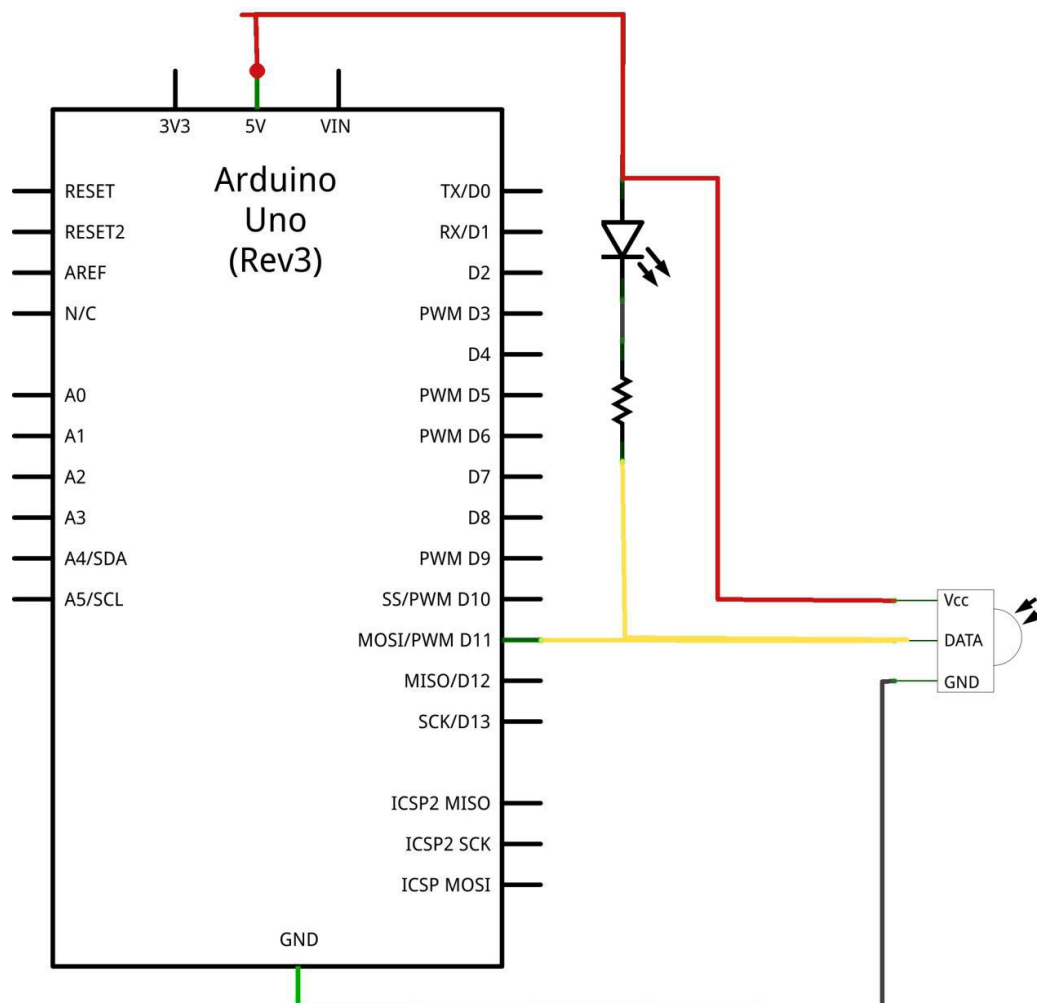 3V3 5V VIN
Arduino
Uno
(Rev3)
RESET TX/D0
RESET2 RX/D1
AREF D2
N/C PWM D3
D4
A0 PWM D5
A1 PWM D6
A2 D7
A3 D8
A4/SDA PWM D9
A5/SCL SS/PWM D10
Vcc
MOSI/PWM D11
DATA
MISO/D12
GND
SCK/D13
ICSP2 MISO
ICSP2 SCK
ICSP MOSI
GND